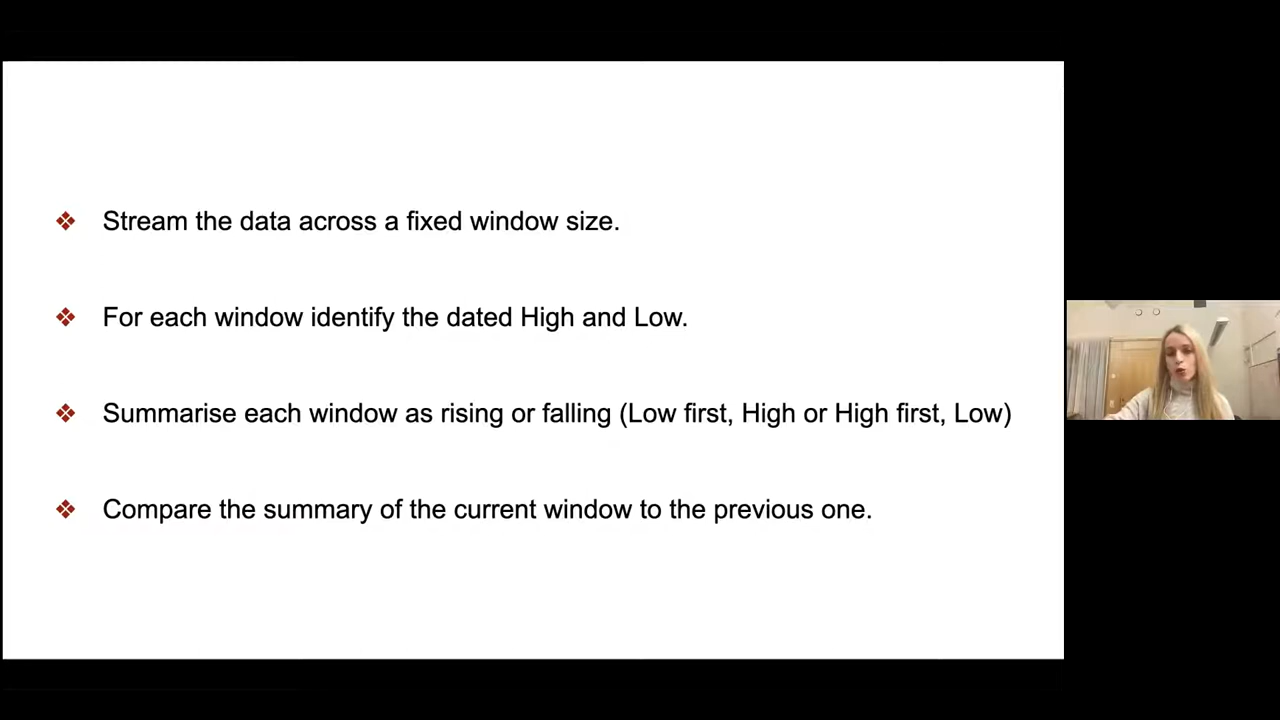 Stream the data across a fixed window size.
For each window identify the dated High and Low.
Summarise each window as rising or falling (Low first, High or High first, Low)
Compare the summary of the current window to the previous one.